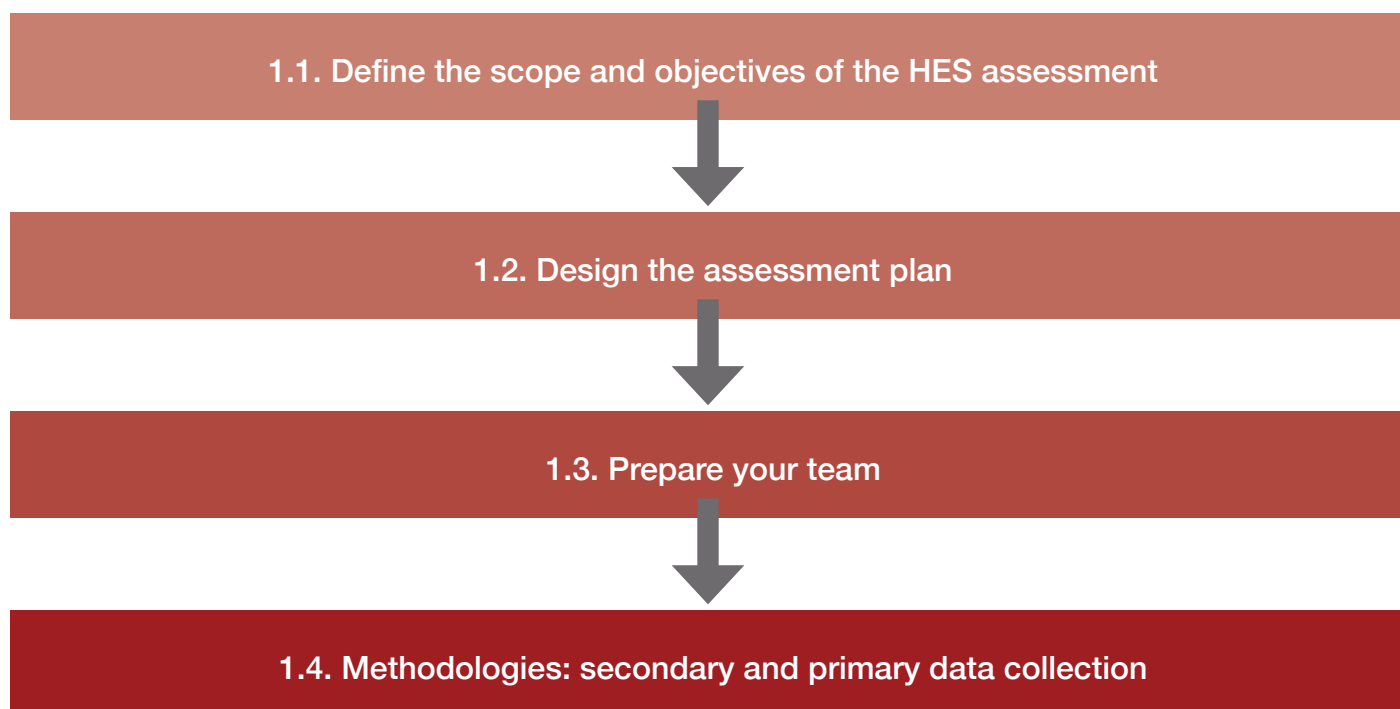 1.1. Define the scope and objectives of the HES assessment
1.2. Design the assessment plan
1.3. Prepare your team
1.4. Methodologies: secondary and primary data collection